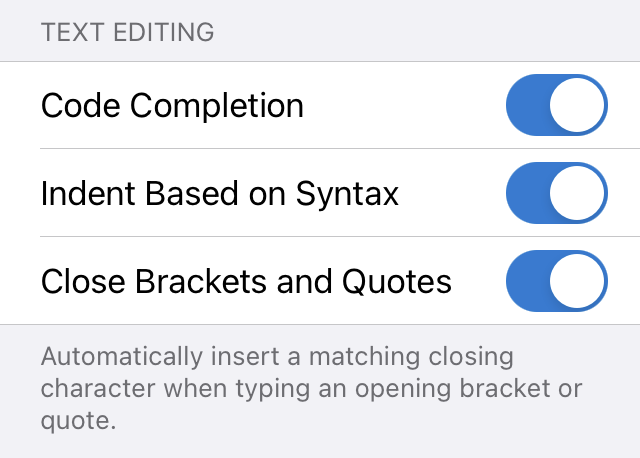 TEXT EDITING
Code Completion
Indent Based on Syntax
Close Brackets and Quotes
Automatically insert a matching closing
character when typing an opening bracket or
quote.